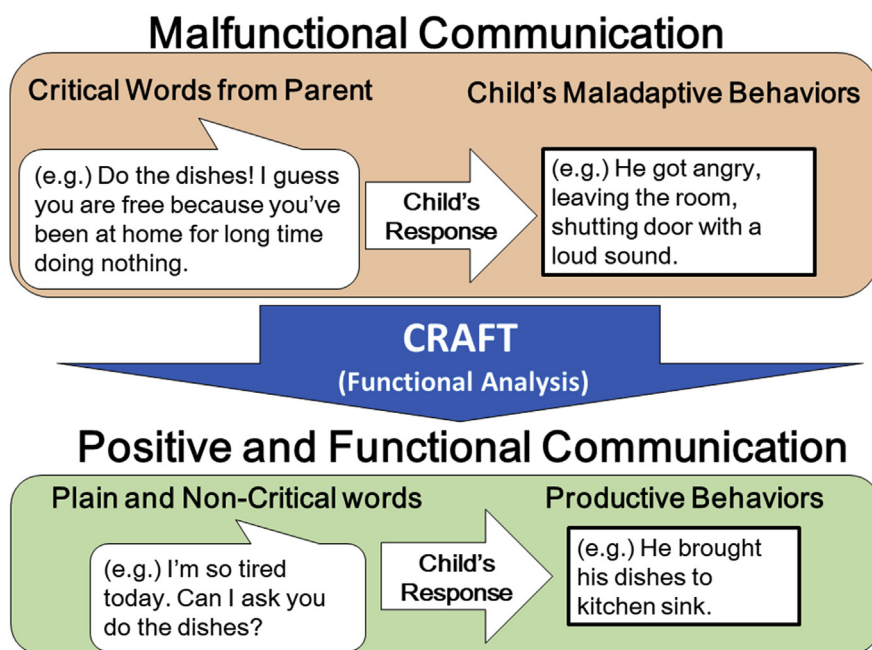 Malfunctional Communication
Critical Words from Parent
Child's Maladaptive Behaviors
(e.g.) Do the dishes! I guess
you are free because you've
been at home for long time
doing nothing.
Child's
Response
(e.g.) He got angry,
leaving the room,
shutting door with a
loud sound.
CRAFT
(Functional Analysis)
Positive and Functional Communication
Plain and Non-Critical words
Productive Behaviors
(e.g.) I'm so tired
today. Can I ask you
do the dishes?
Child's
Response
(e.g.) He brought
his dishes to
kitchen sink.